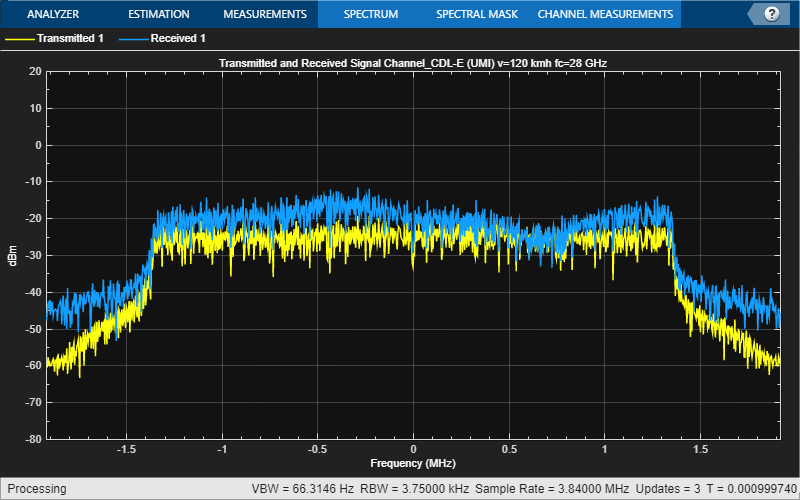 ANALYZER ESTIMATION MEASUREMENTS SPECTRUM SPECTRAL MASK CHANNEL MEASUREMENTS ?
Transmitted 1 Received 1
Transmitted and Received Signal Channel_CDL-E (UMI) v=120 kmh fc=28 GHz
20
10
0
-10
-20
-30
-40
-50
-60
-70
-80
dBm
-1.5 -1 -0.5 0 0.5 1 1.5
Frequency (MHz)
Processing VBW = 66.3146 Hz RBW = 3.75000 kHz Sample Rate = 3.84000 MHz Updates = 3 T = 0.000999740